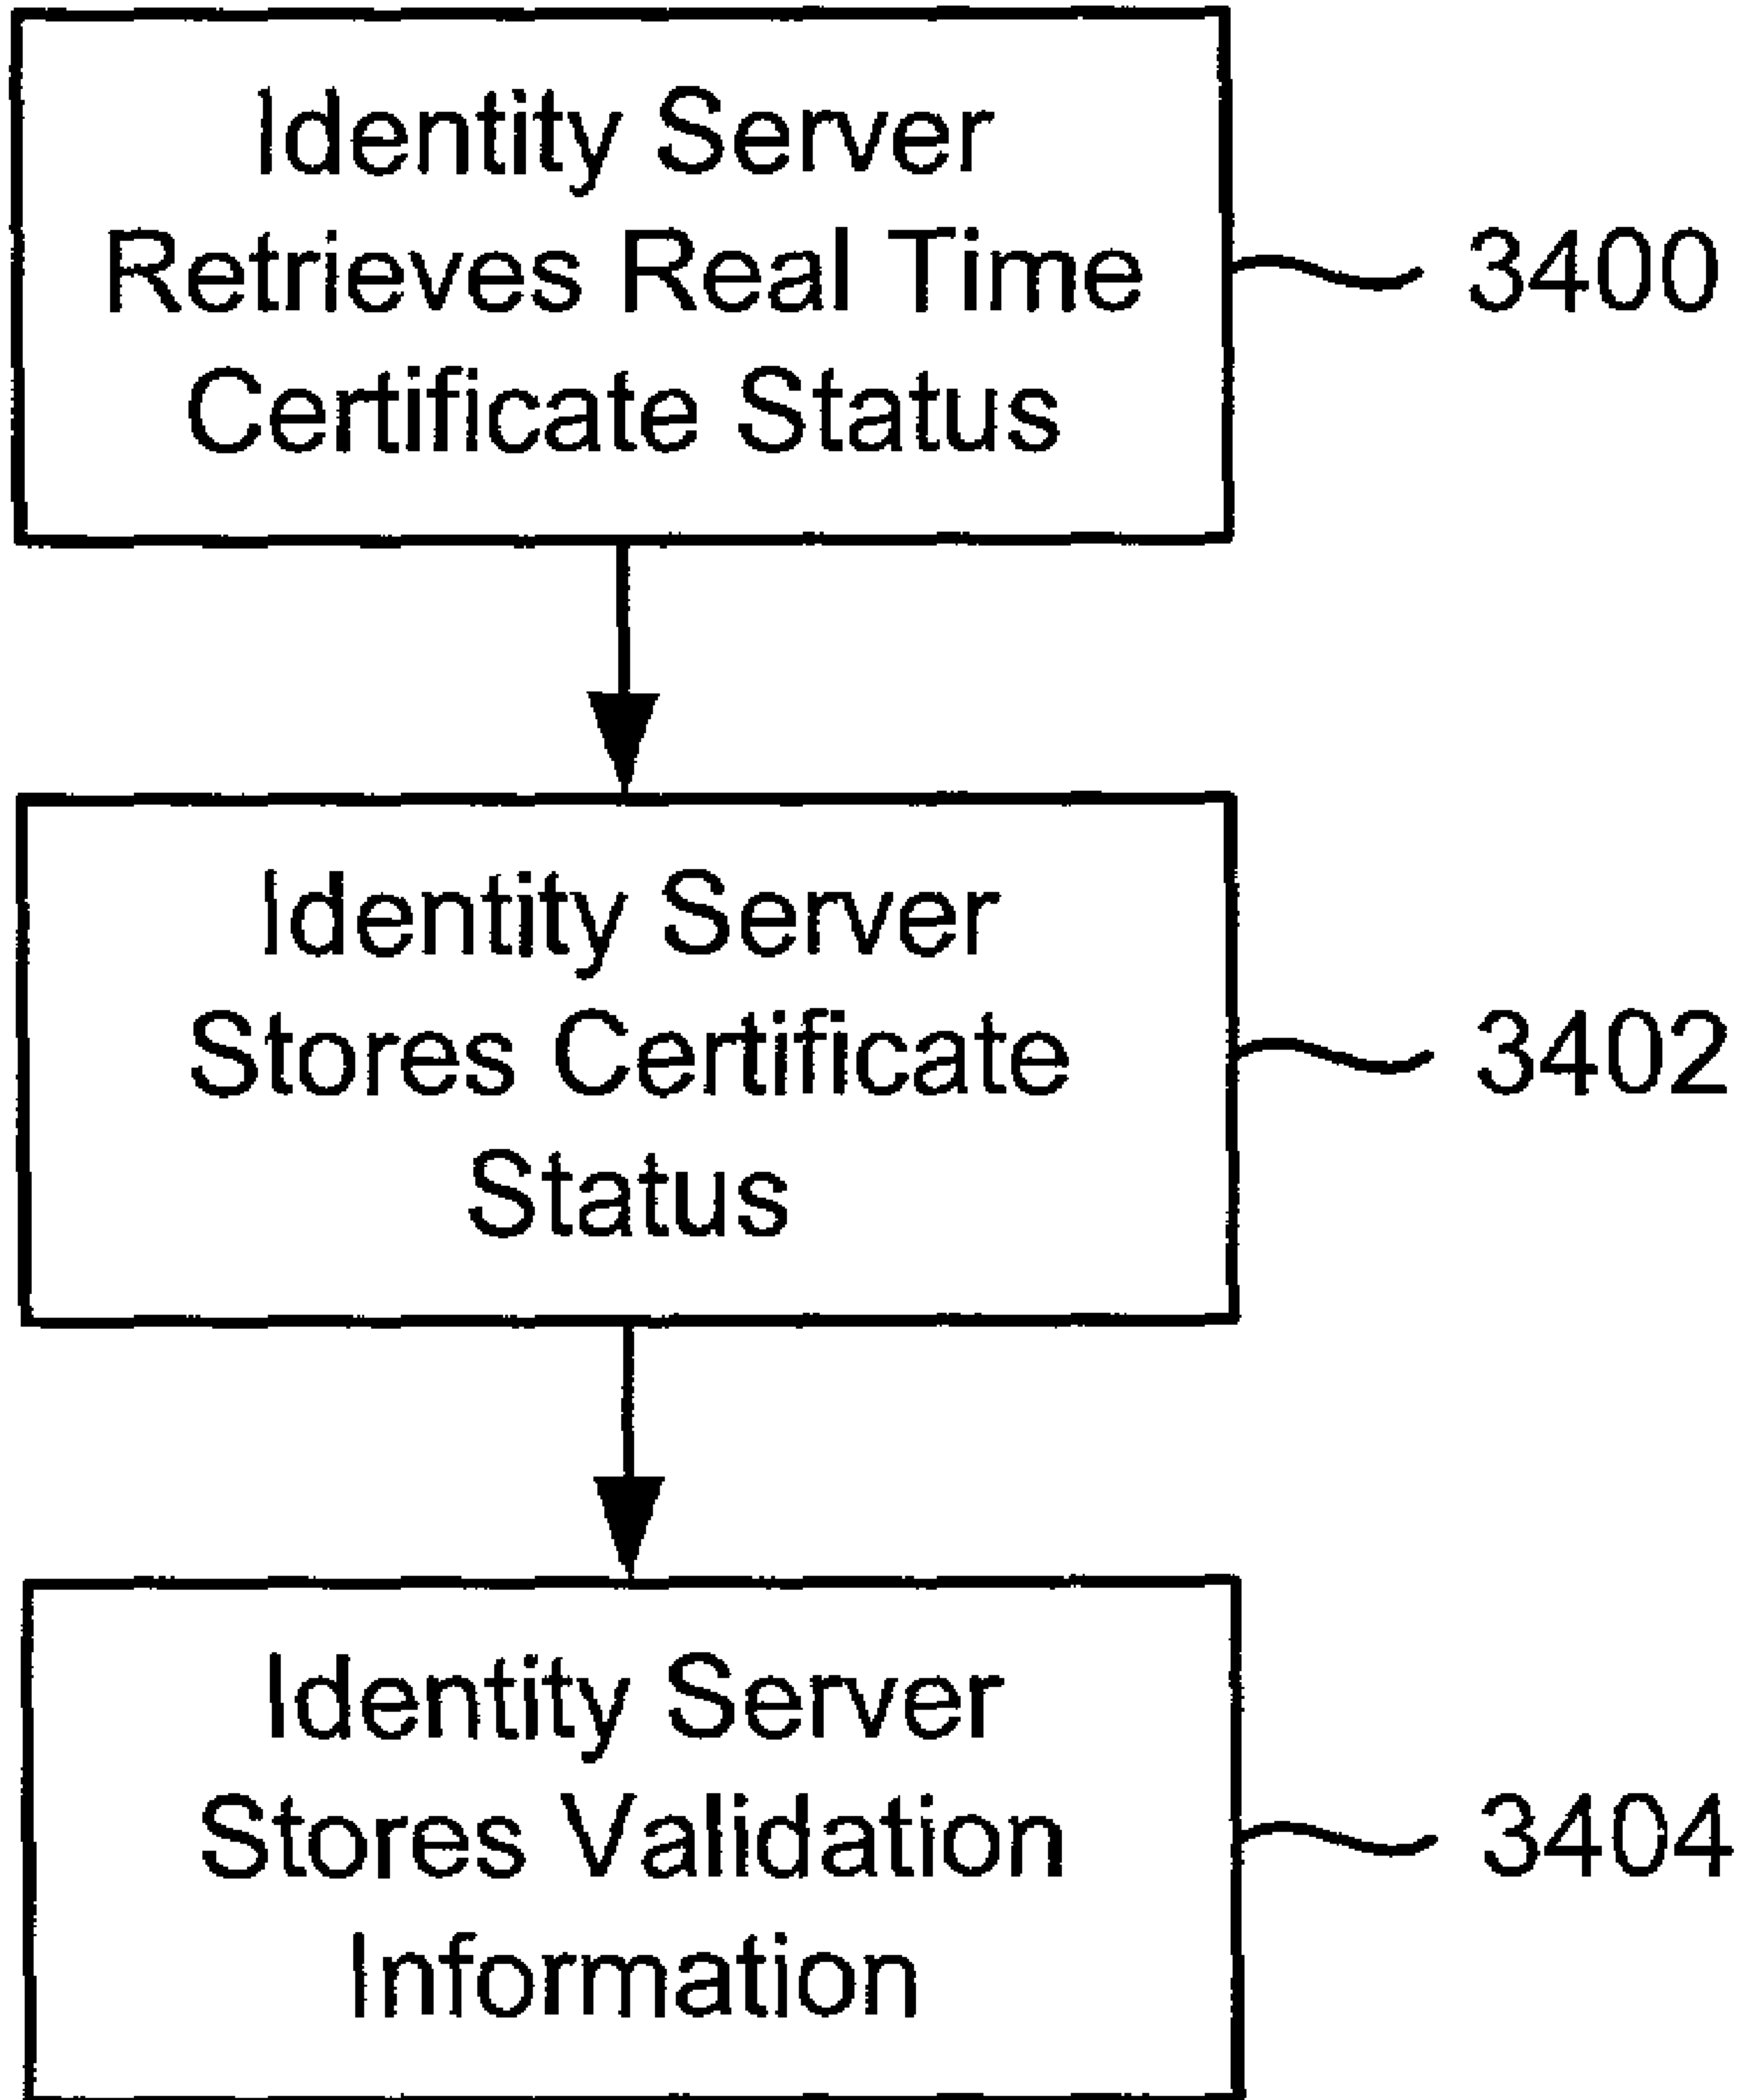 Identity Server
Retrieves Real Time
Certificate Status
3400
Identity Server
Stores Certificate
Status
3402
Identity Server
Stores Validation
Information
3404